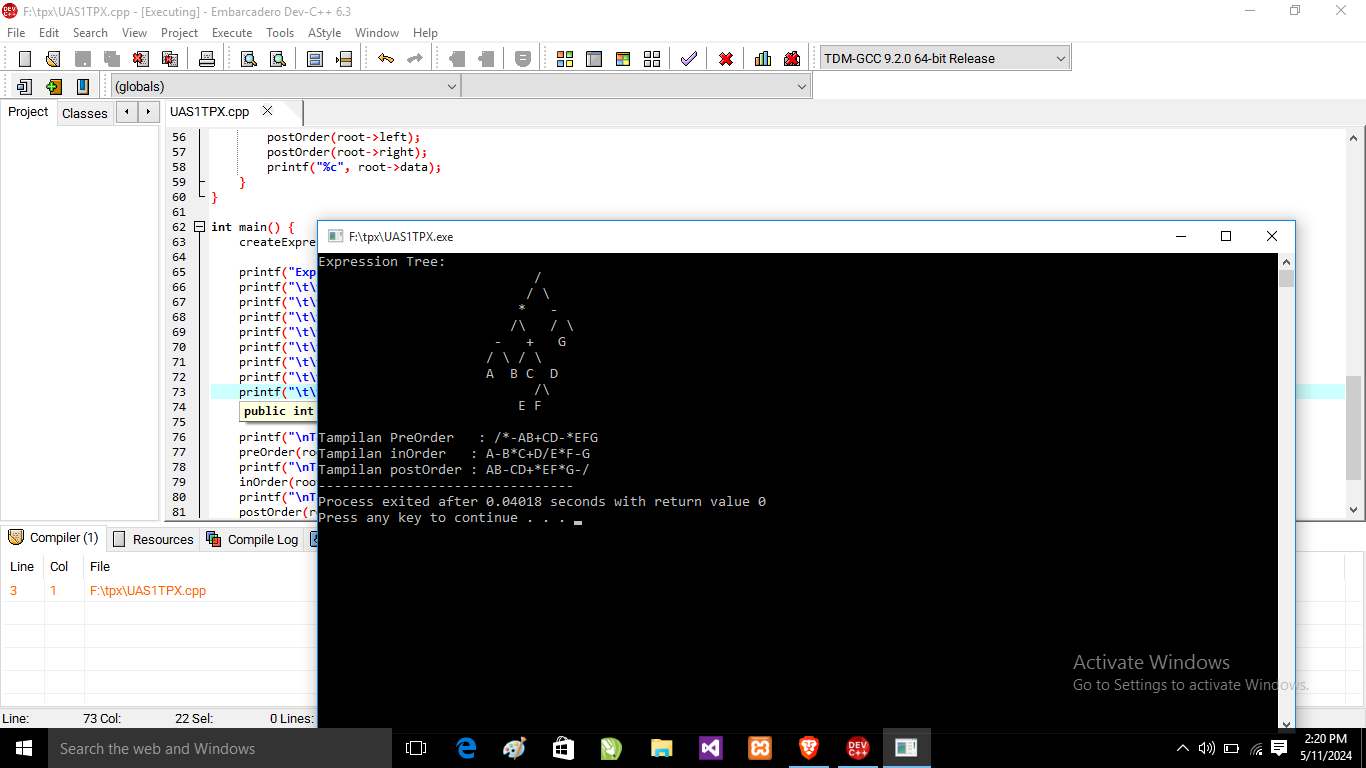 F:\tpx\UAS1TPX.cpp - [Executing] - Embarcadero Dev-C++ 6.3
File Edit Search View Project Execute Tools AStyle Window Help
TDM-GCC 9.2.0 64-bit Release
(globals)
Project Classes UAS1TPX.cpp
56 postOrder(root->left);
57 postOrder(root->right);
58 printf("%c", root->data);
59 }
60 }
61
62 int main() {
63 createExpre
64
65 printf("Exp
66 printf("\t\
67 printf("\t\
68 printf("\t\
69 printf("\t\
70 printf("\t\
71 printf("\t\
72 printf("\t\
73 printf("\t\
74 public int
75
76 printf("\nT
77 preOrder(ro
78 printf("\nT
79 inOrder(roo
80 printf("\nT
81 postOrder(r
F:\tpx\UAS1TPX.exe
Expression Tree:
/
/ \
* -
/\ / \
- + G
/ \ / \
A B C D
/\
E F
Tampilan PreOrder : /*-AB+CD-*EFG
Tampilan inOrder : A-B*C+D/E*F-G
Tampilan postOrder : AB-CD+*EF*G-/
--------------------------------
Process exited after 0.04018 seconds with return value 0
Press any key to continue . . .
Compiler (1) Resources Compile Log
Line Col File
3 1 F:\tpx\UAS1TPX.cpp
Activate Windows
Go to Settings to activate Windows.
Line: 73 Col: 22 Sel: 0 Lines:
Search the web and Windows
DEV C++
2:20 PM
5/11/2024